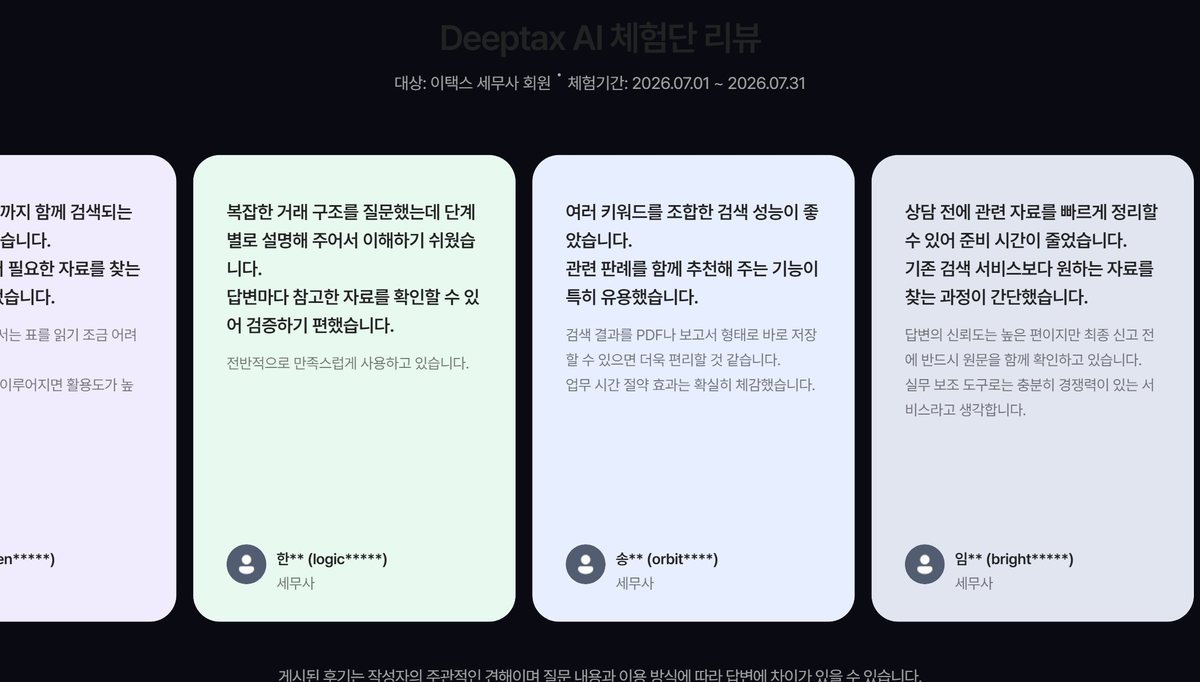 Deeptax AI 체험단 리뷰
대상: 이택스 세무사 회원 • 체험기간: 2026.07.01 ~ 2026.07.31
까지 함께 검색되는
습니다.
필요한 자료를 찾는
습니다.
서는 표를 읽기 조금 어려
이루어지면 활용도가 높
en*****)
복잡한 거래 구조를 질문했는데 단계
별로 설명해 주어서 이해하기 쉬웠습
니다.
답변마다 참고한 자료를 확인할 수 있
어 검증하기 편했습니다.
전반적으로 만족스럽게 사용하고 있습니다.
한** (logic*****)
세무사
여러 키워드를 조합한 검색 성능이 좋
았습니다.
관련 판례를 함께 추천해 주는 기능이
특히 유용했습니다.
검색 결과를 PDF나 보고서 형태로 바로 저장
할 수 있으면 더욱 편리할 것 같습니다.
업무 시간 절약 효과는 확실히 체감했습니다.
송** (orbit****)
세무사
상담 전에 관련 자료를 빠르게 정리할
수 있어 준비 시간이 줄었습니다.
기존 검색 서비스보다 원하는 자료를
찾는 과정이 간단했습니다.
답변의 신뢰도는 높은 편이지만 최종 신고 전
에 반드시 원문을 함께 확인하고 있습니다.
실무 보조 도구로는 충분히 경쟁력이 있는 서
비스라고 생각합니다.
임** (bright*****)
세무사
게시된 후기는 작성자의 주관적인 견해이며 질문 내용과 이용 방식에 따라 답변에 차이가 있을 수 있습니다.